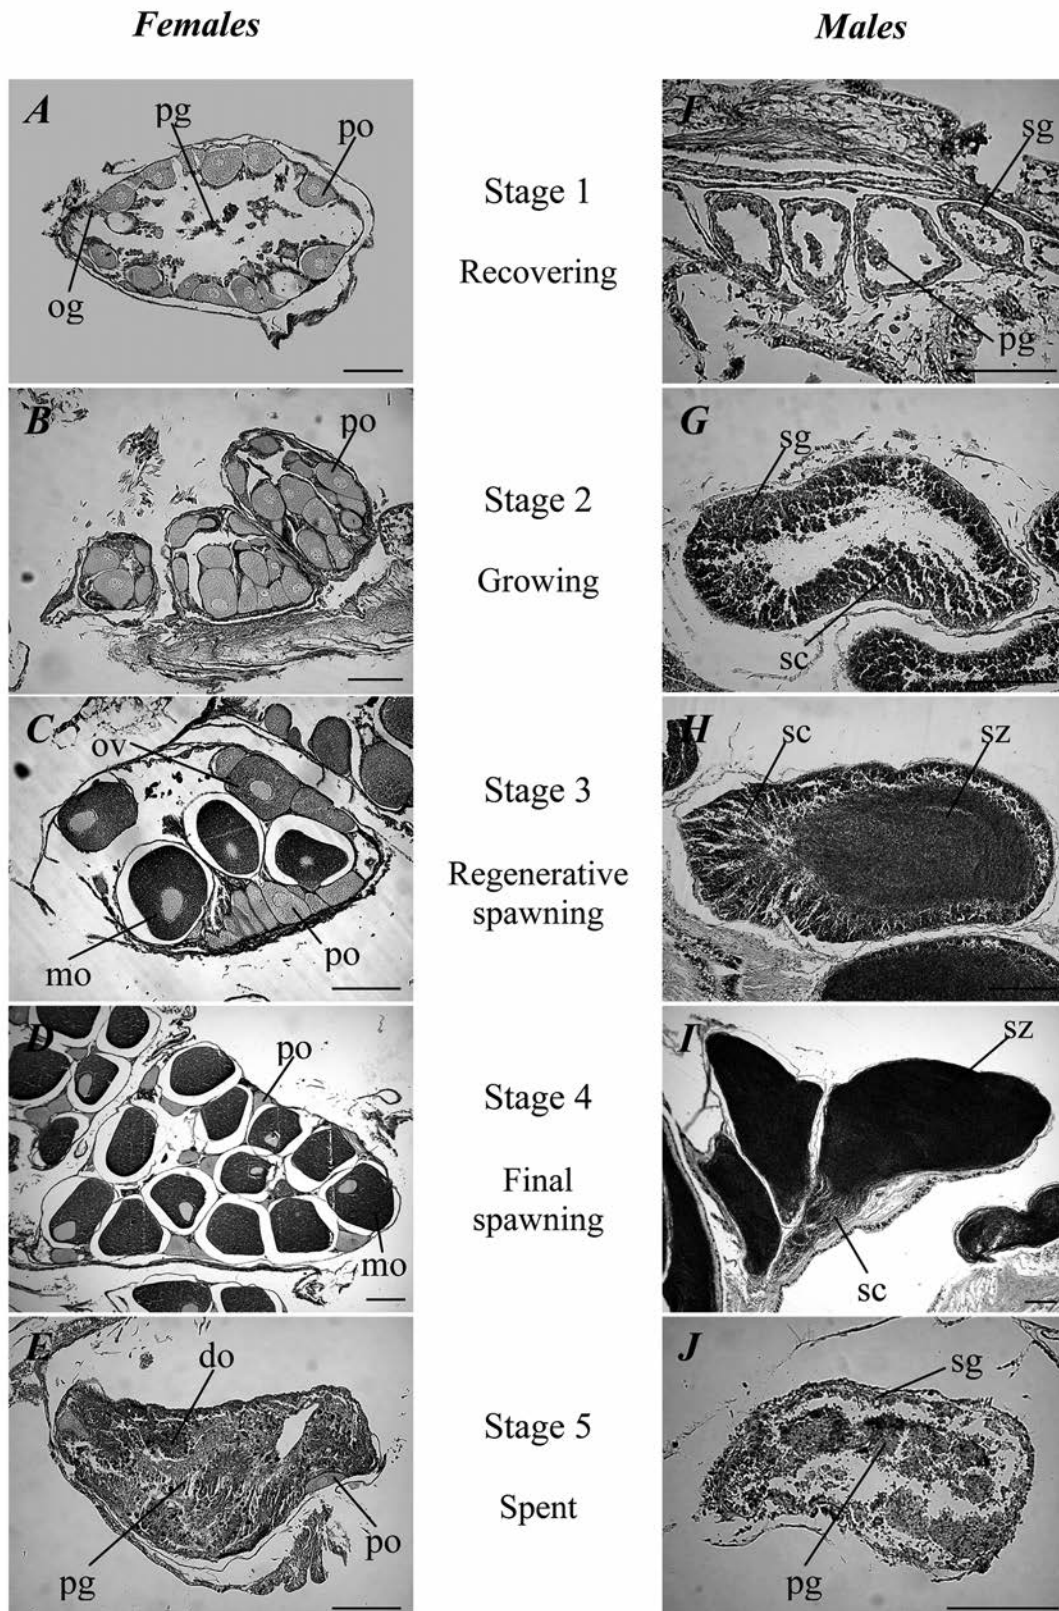 Females
Males
A
pg
po
og
Stage 1
Recovering
F
sg
pg
B
po
Stage 2
Growing
G
sg
sc
C
ov
mo
po
Stage 3
Regenerative
spawning
H
sc
sz
D
po
mo
Stage 4
Final
spawning
I
sz
sc
E
do
pg
po
Stage 5
Spent
J
sg
pg